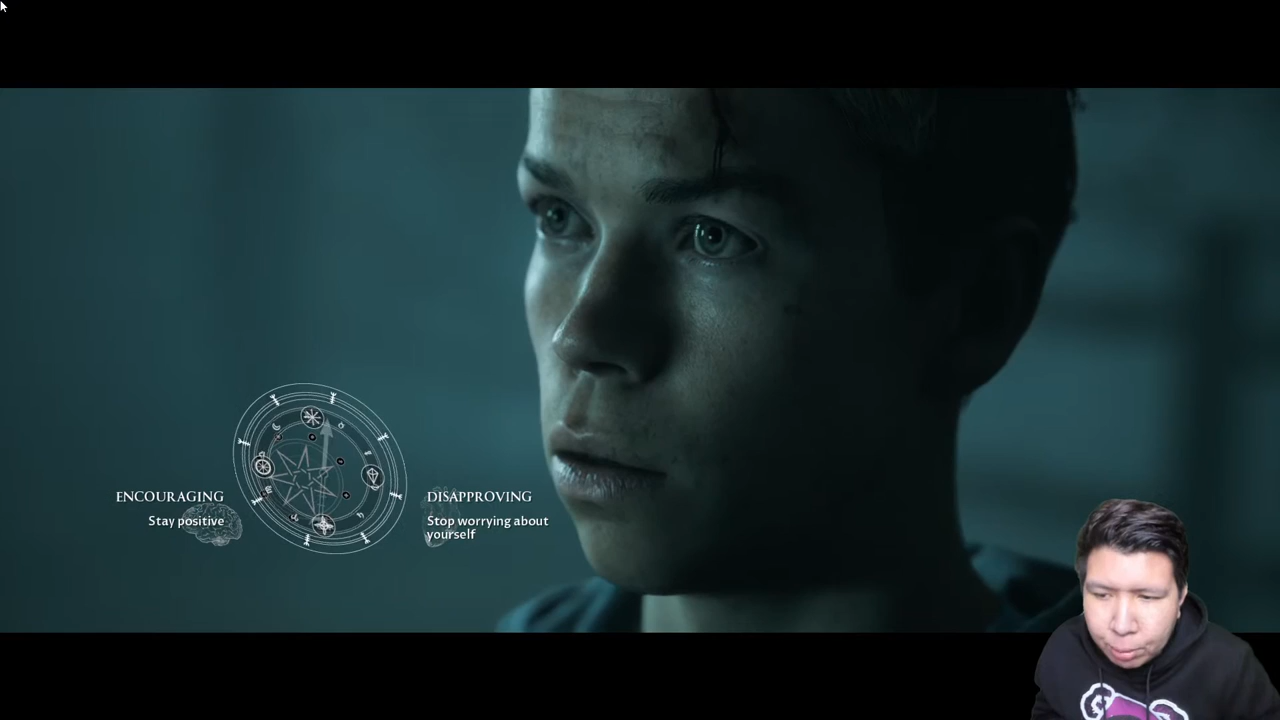 ENCOURAGING
Stay positive
DISAPPROVING
Stop worrying about
yourself